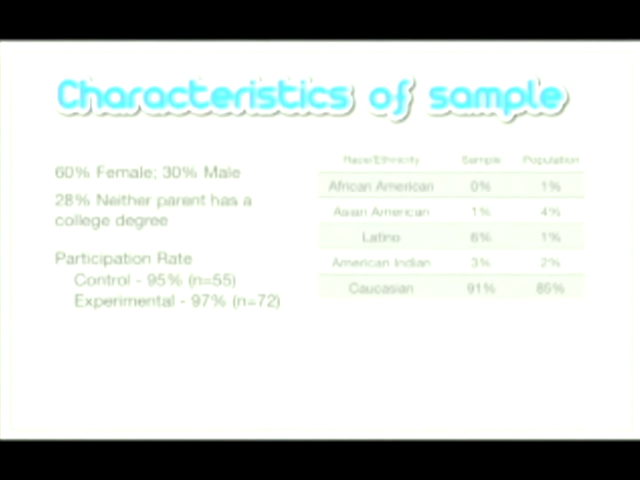 Characteristics of sample
60% Female; 30% Male
28% Neither parent has a
college degree
Participation Rate
Control - 95% (n=55)
Experimental - 97% (n=72)
Race/Ethnicity Sample Population
African American 0% 1%
Asian American 1% 4%
Latino 6% 1%
American Indian 3% 2%
Caucasian 91%